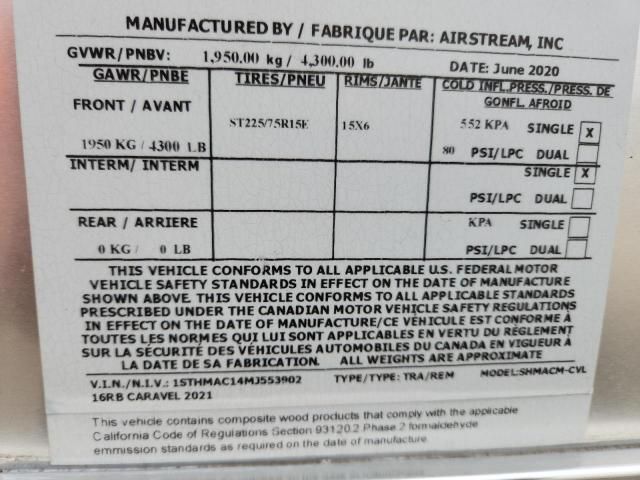 MANUFACTURED BY / FABRIQUE PAR: AIRSTREAM, INC
GVWR/PNBV: 1,950.00 kg / 4,300.00 lb DATE: June 2020
GAWR/PNBE TIRES/PNEU RIMS/JANTE COLD INFL.PRESS./PRESS. DE
GONFL. AFROID
FRONT / AVANT
ST225/75R15E 15X6 552 KPA SINGLE X
1950 KG / 4300 LB 80 PSI/LPC DUAL
INTERM/ INTERM SINGLE X
PSI/LPC DUAL
REAR / ARRIERE KPA SINGLE
0 KG / 0 LB PSI/LPC DUAL
THIS VEHICLE CONFORMS TO ALL APPLICABLE U.S. FEDERAL MOTOR
VEHICLE SAFETY STANDARDS IN EFFECT ON THE DATE OF MANUFACTURE
SHOWN ABOVE. THIS VEHICLE CONFORMS TO ALL APPLICABLE STANDARDS
PRESCRIBED UNDER THE CANADIAN MOTOR VEHICLE SAFETY REGULATIONS
IN EFFECT ON THE DATE OF MANUFACTURE/CE VÉHICULE EST CONFORME À
TOUTES LES NORMES QUI LUI SONT APPLICABLES EN VERTU DU RÈGLEMENT
SUR LA SÉCURITÉ DES VÉHICULES AUTOMOBILES DU CANADA EN VIGUEUR À
LA DATE DE SA FABRICATION. ALL WEIGHTS ARE APPROXIMATE
V.I.N./N.I.V.: 1STHMAC14MJ553902 TYPE/TYPE: TRA/REM MODEL:SHMACM-CVL
16RB CARAVEL 2021
This vehicle contains composite wood products that comply with the applicable
California Code of Regulations Section 93120.2 Phase 2 formaldehyde
emmission standards as required on the date of manufacture.